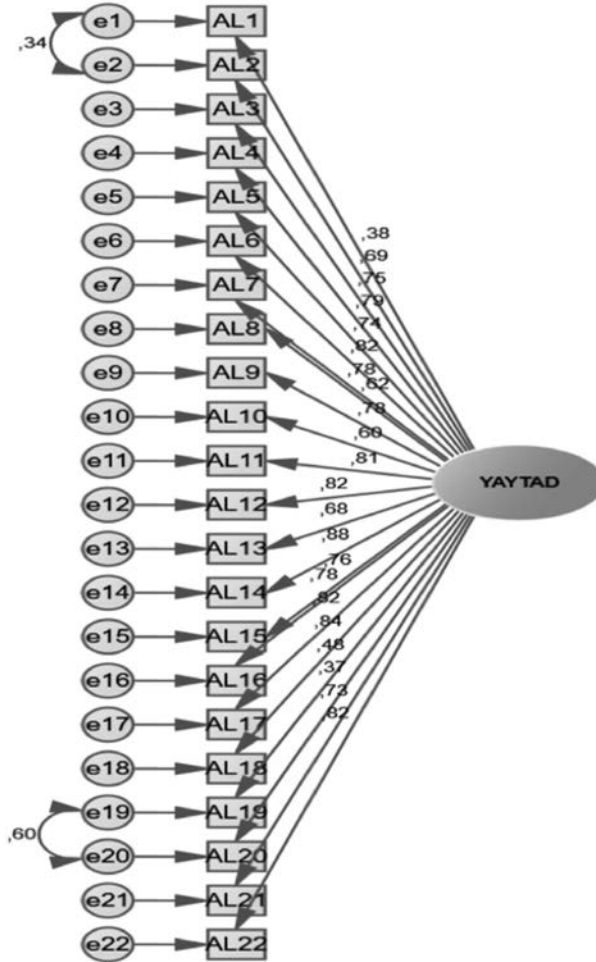 e1 AL1
,34
e2 AL2
e3 AL3
e4 AL4
e5 AL5
,38
e6 AL6
,69
e7 AL7
,75
,79
e8 AL8
,74
,82
e9 AL9
,78
,62
,78
e10 AL10
,60
e11 AL11
,81
YAYTAD
,82
e12 AL12
,68
e13 AL13
,88
,76
,78
e14 AL14
,82
,84
e15 AL15
,48
,37
e16 AL16
,73
,82
e17 AL17
e18 AL18
e19 AL19
,60
e20 AL20
e21 AL21
e22 AL22